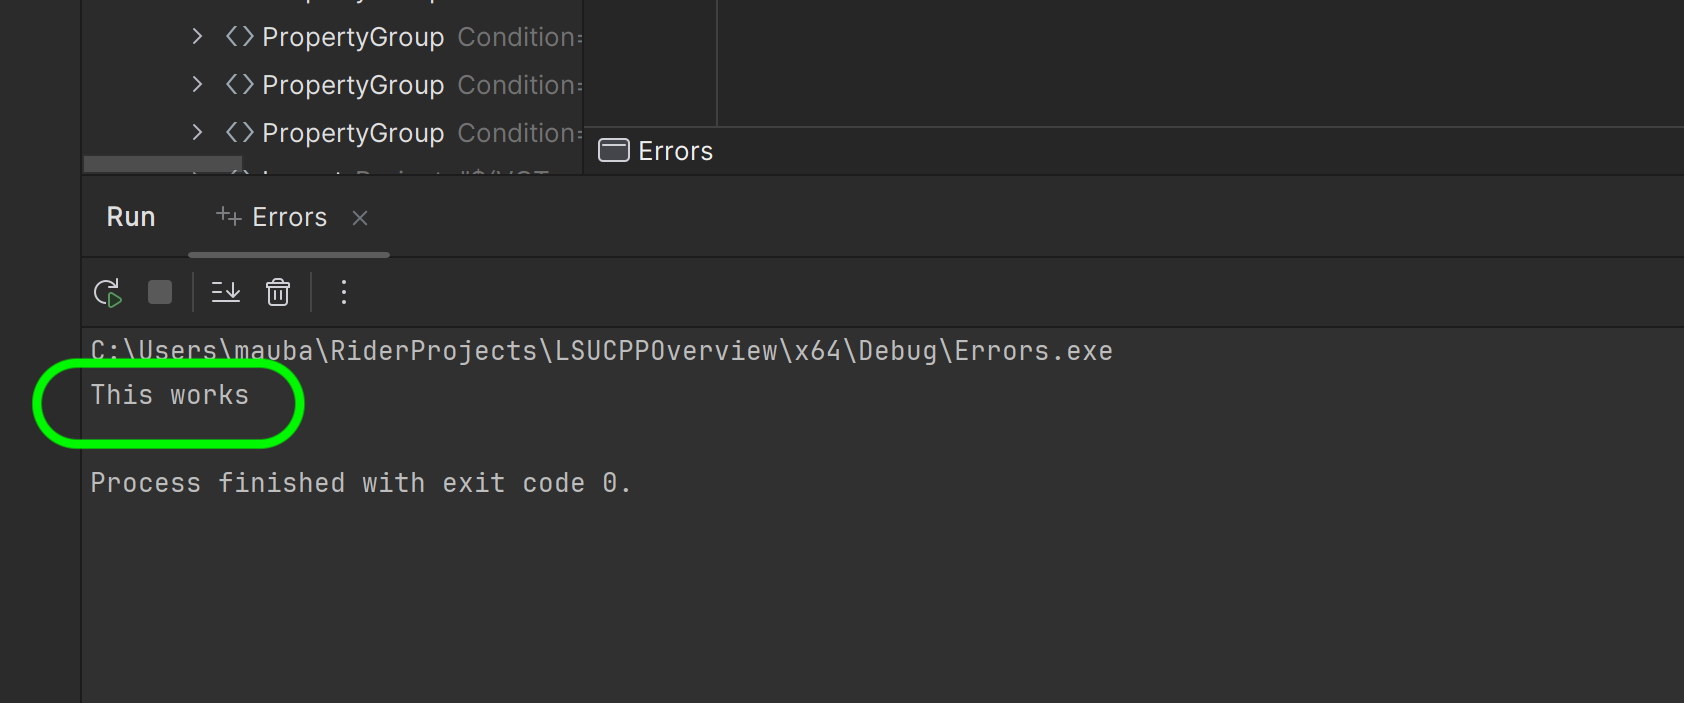 PropertyGroup Condition=
PropertyGroup Condition=
PropertyGroup Condition=
Errors
Run
Errors
C:\Users\mauba\RiderProjects\LSUCPPOverview\x64\Debug\Errors.exe
This works
Process finished with exit code 0.